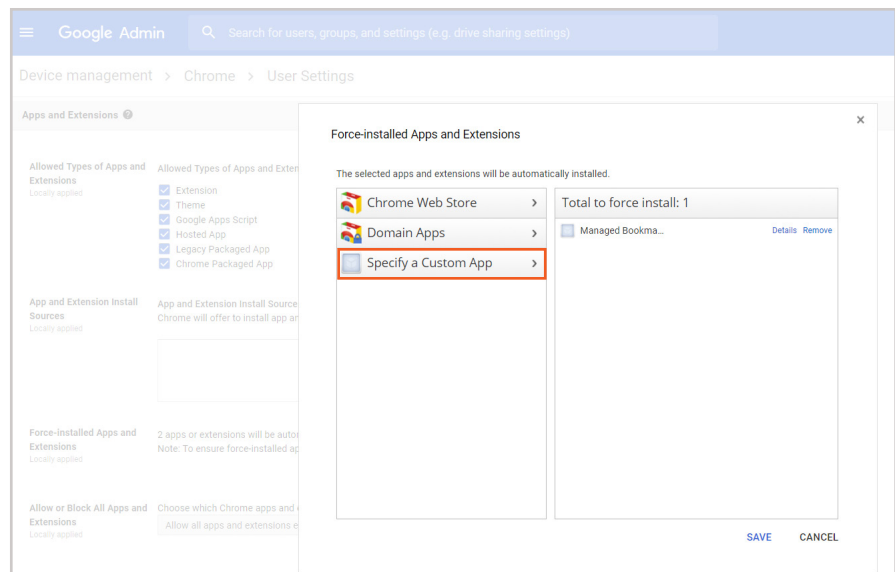 Google Admin
Search for users, groups, and settings (e.g. drive sharing settings)
Device management > Chrome > User Settings
Apps and Extensions
Allowed Types of Apps and Extensions
Locally applied
Allowed Types of Apps and Exten
Extension
Theme
Google Apps Script
Hosted App
Legacy Packaged App
Chrome Packaged App
App and Extension Install Sources
Locally applied
App and Extension Install Source
Chrome will offer to install app an
Force-installed Apps and Extensions
Locally applied
2 apps or extensions will be autor
Note: To ensure force-installed ap
Allow or Block All Apps and Extensions
Locally applied
Choose which Chrome apps and
Allow all apps and extensions e
Force-installed Apps and Extensions
The selected apps and extensions will be automatically installed.
Chrome Web Store
Domain Apps
Specify a Custom App
Total to force install: 1
Managed Bookma... Details Remove
SAVE CANCEL